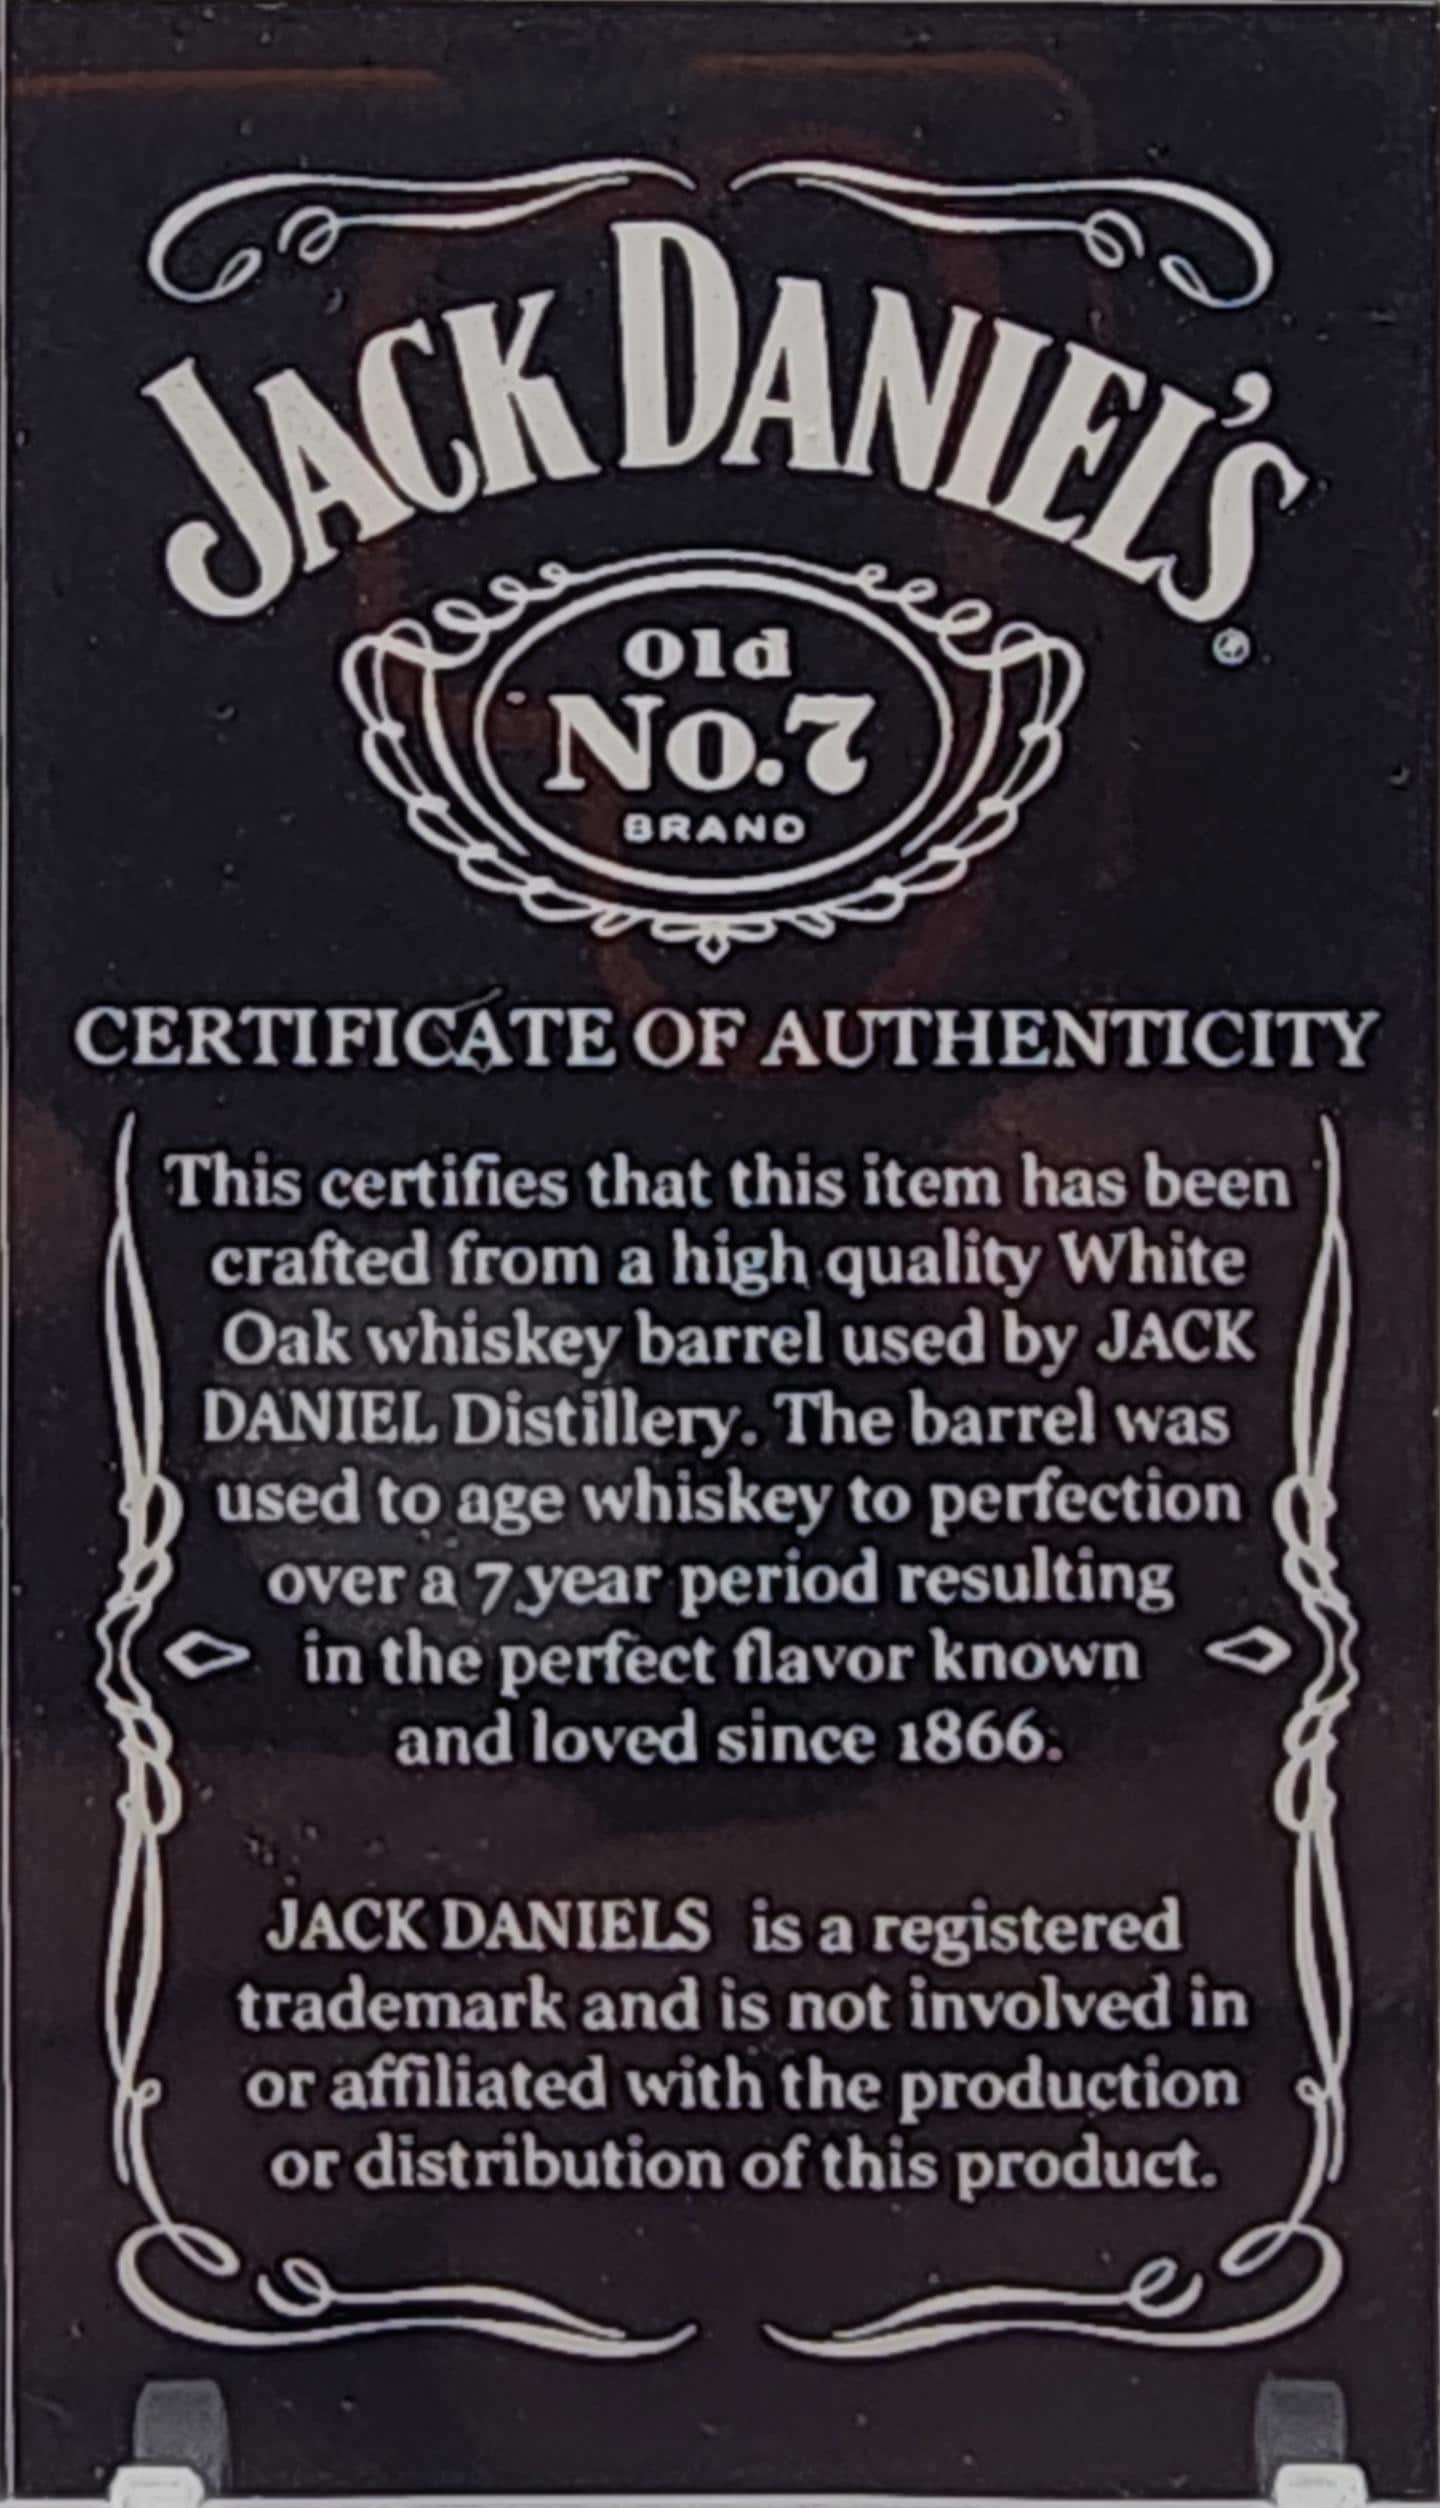 JACK DANIEL'S
®
Old
No.7
BRAND
CERTIFICATE OF AUTHENTICITY
This certifies that this item has been
crafted from a high quality White
Oak whiskey barrel used by JACK
DANIEL Distillery. The barrel was
used to age whiskey to perfection
over a 7 year period resulting
in the perfect flavor known
and loved since 1866.
JACK DANIELS is a registered
trademark and is not involved in
or affiliated with the production
or distribution of this product.